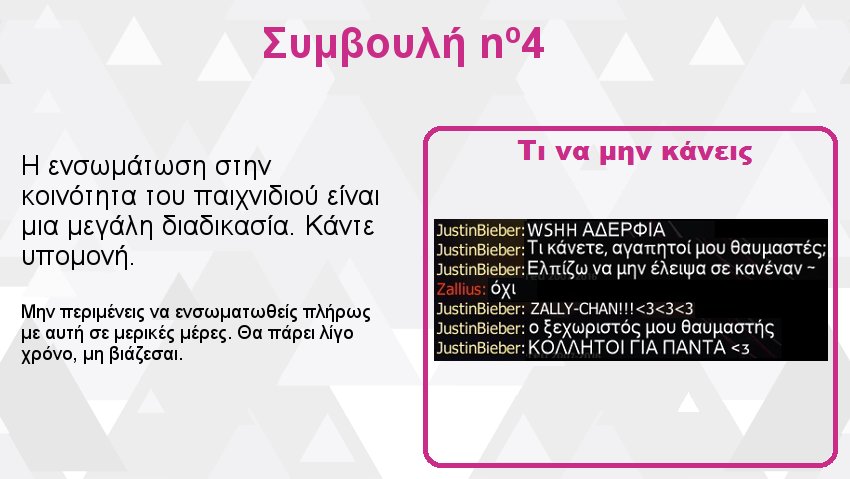 Συμβουλή nº4
Η ενσωμάτωση στην
κοινότητα του παιχνιδιού είναι
μια μεγάλη διαδικασία. Κάντε
υπομονή.
Μην περιμένεις να ενσωματωθείς πλήρως
με αυτή σε μερικές μέρες. Θα πάρει λίγο
χρόνο, μη βιάζεσαι.
Τι να μην κάνεις
JustinBieber: WSHH ΑΔΕΡΦΙΑ
JustinBieber: Τι κάνετε, αγαπητοί μου θαυμαστές;
JustinBieber: Ελπίζω να μην έλειψα σε κανέναν ~
Zallius: όχι
JustinBieber: ZALLY-CHAN!!! <3<3<3
JustinBieber: ο ξεχωριστός μου θαυμαστής
JustinBieber: ΚΟΛΛΗΤΟΙ ΓΙΑ ΠΑΝΤΑ <3